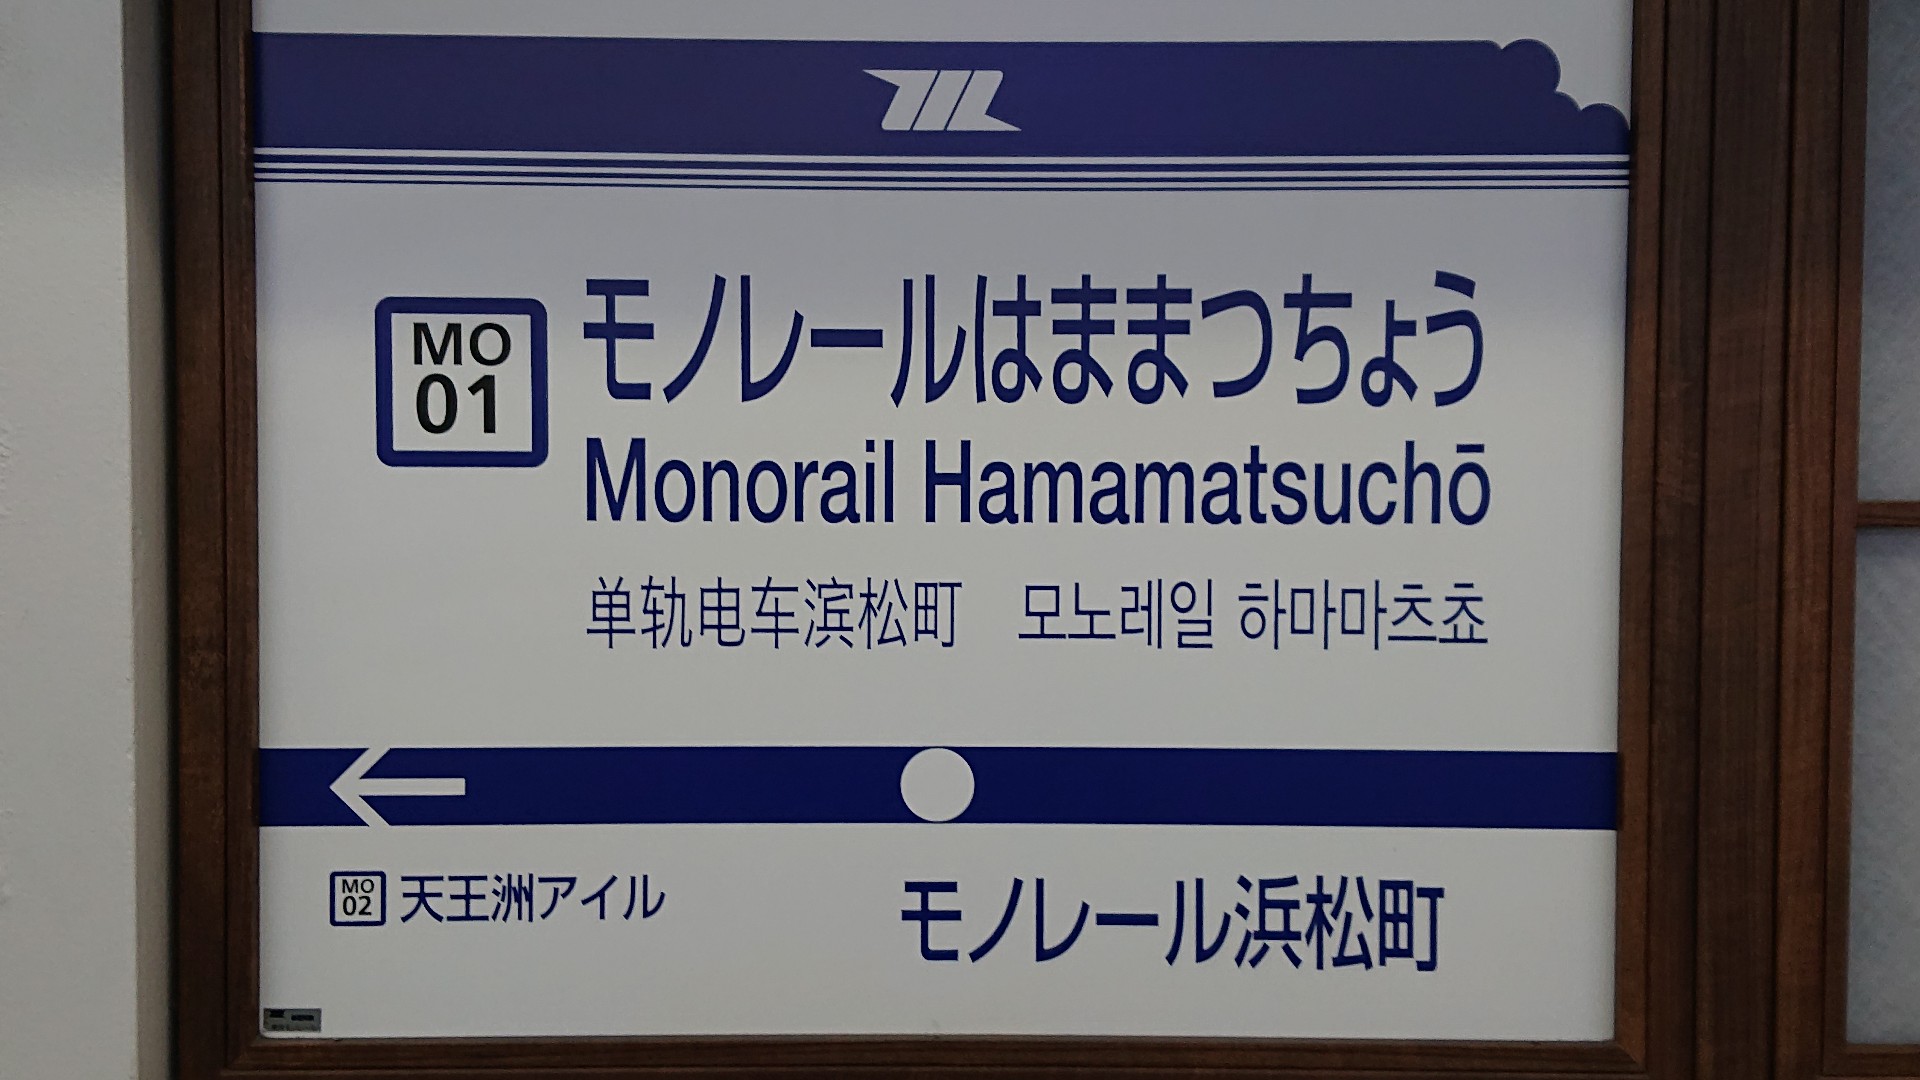 MO
01
モノレールはままつちょう
Monorail Hamamatsuchō
单轨电车滨松町 모노레일 하마마츠쵸
MO
02
天王洲アイル
モノレール浜松町